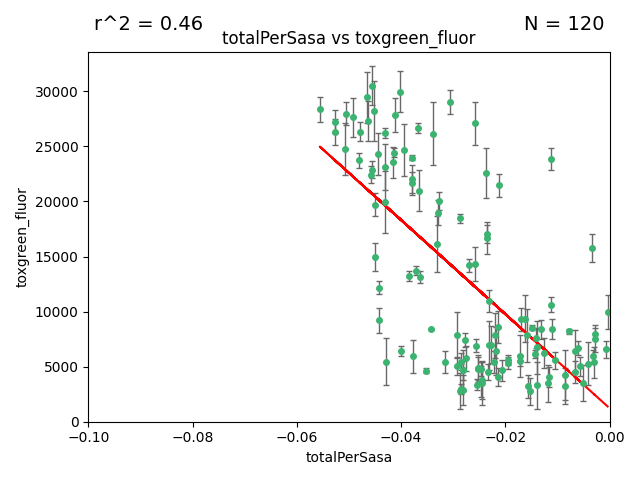 r^2 = 0.46
N = 120
totalPerSasa vs toxgreen_fluor
toxgreen_fluor
30000
25000
20000
15000
10000
5000
0
−0.10
−0.08
−0.06
−0.04
−0.02
0.00
totalPerSasa